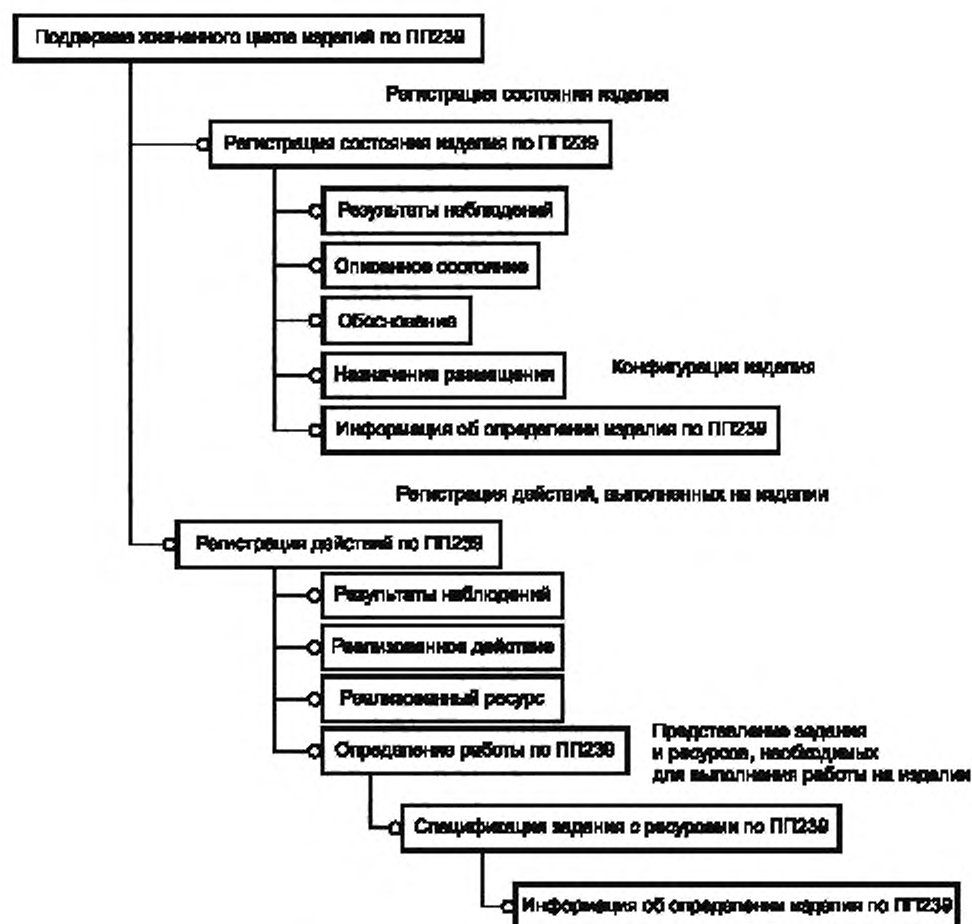 Поддержка жизненного цикла изделий по ПП239
Регистрация состояния изделия
Регистрация состояния изделия по ПП239
Результаты наблюдений
Описанное состояние
Обоснование
Назначение размещения
Конфигурация изделия
Информация об определении изделия по ПП239
Регистрация действий, выполненных на изделии
Регистрация действий по ПП239
Результаты наблюдений
Реализованное действие
Реализованный ресурс
Определение работы по ПП239
Представление задания
и ресурсов, необходимых
для выполнения работы на изделии
Спецификация задания с ресурсами по ПП239
Информация об определении изделия по ПП239